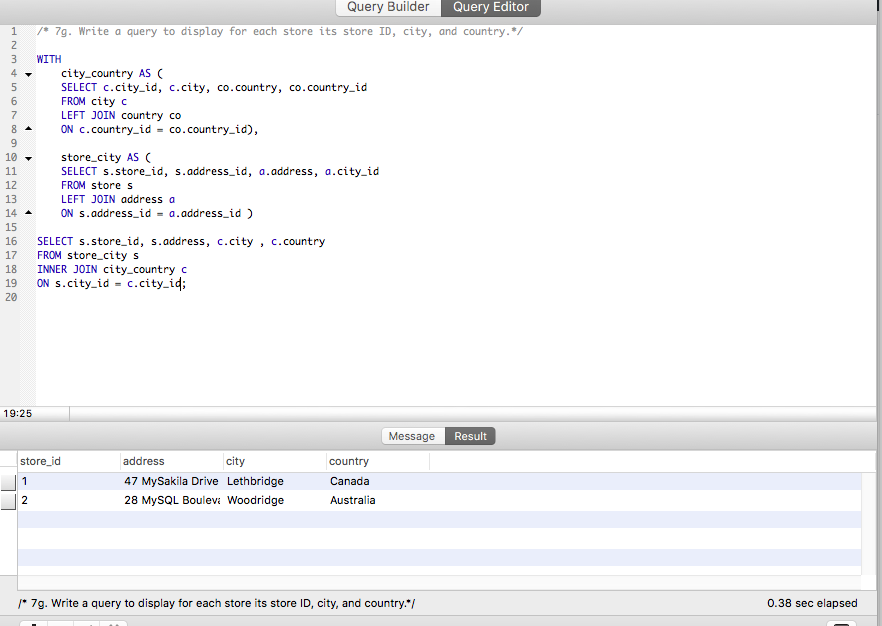 Query Builder Query Editor
1 /* 7g. Write a query to display for each store its store ID, city, and country.*/
2
3 WITH
4 city_country AS (
5 SELECT c.city_id, c.city, co.country, co.country_id
6 FROM city c
7 LEFT JOIN country co
8 ON c.country_id = co.country_id),
9
10 store_city AS (
11 SELECT s.store_id, s.address_id, a.address, a.city_id
12 FROM store s
13 LEFT JOIN address a
14 ON s.address_id = a.address_id )
15
16 SELECT s.store_id, s.address, c.city , c.country
17 FROM store_city s
18 INNER JOIN city_country c
19 ON s.city_id = c.city_id;
20
19:25
Message Result
store_id address city country
1 47 MySakila Drive Lethbridge Canada
2 28 MySQL Bouleva Woodridge Australia
/* 7g. Write a query to display for each store its store ID, city, and country.*/ 0.38 sec elapsed